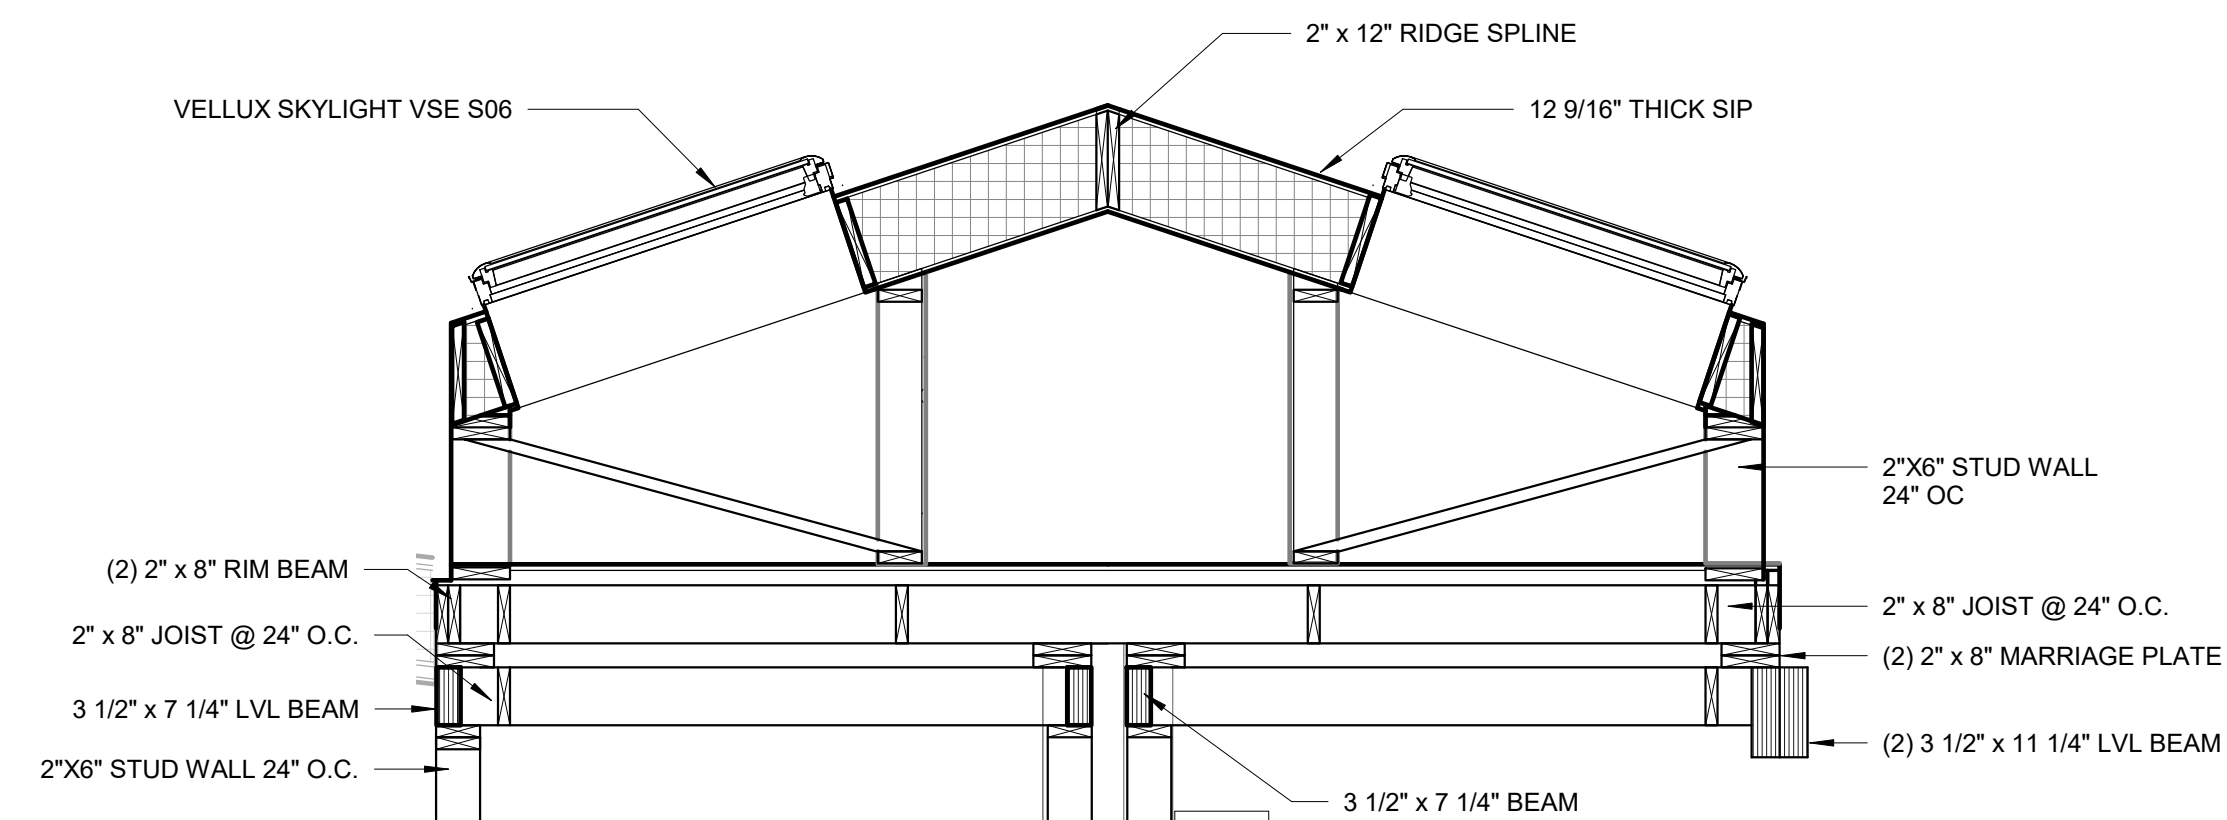 2" x 12" RIDGE SPLINE
VELLUX SKYLIGHT VSE S06
12 9/16" THICK SIP
2"X6" STUD WALL
24" OC
(2) 2" x 8" RIM BEAM
2" x 8" JOIST @ 24" O.C.
2" x 8" JOIST @ 24" O.C.
(2) 2" x 8" MARRIAGE PLATE
3 1/2" x 7 1/4" LVL BEAM
(2) 3 1/2" x 11 1/4" LVL BEAM
2"X6" STUD WALL 24" O.C.
3 1/2" x 7 1/4" BEAM